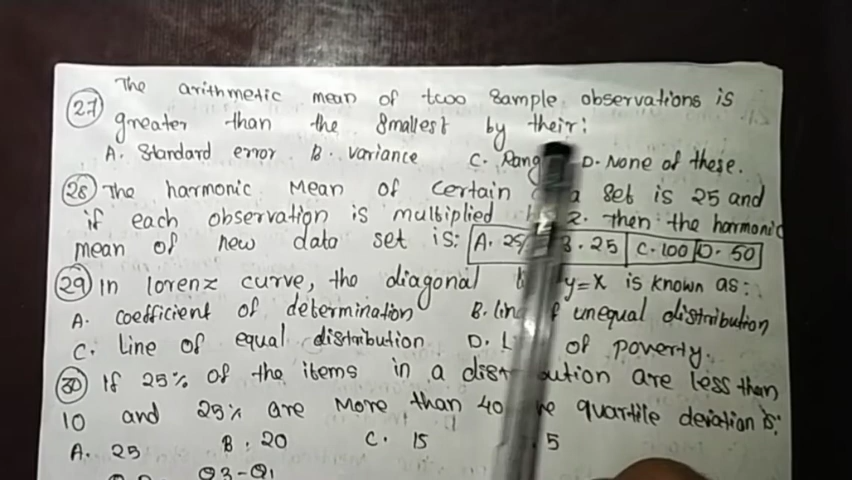 27 The arithmetic mean of two sample observations is
greater than the smallest by their:
A. Standard error B. variance C. Rang D. None of these.
28 The harmonic Mean of certain a set is 25 and
if each observation is multiplied 2. then the harmonic
mean of new data set is: A. 25/ B. 25 C. 100 D. 50
29 In lorenz curve, the diagonal y=x is known as:
A. coefficient of determination B. lin of unequal distribution
C. Line of equal distribution D. L of poverty.
30 If 25% of the items in a dist ution are less than
10 and 25% are More than 40 quartile deviation is:
A. 25 B. 20 C. 15 5
Q3-Q1